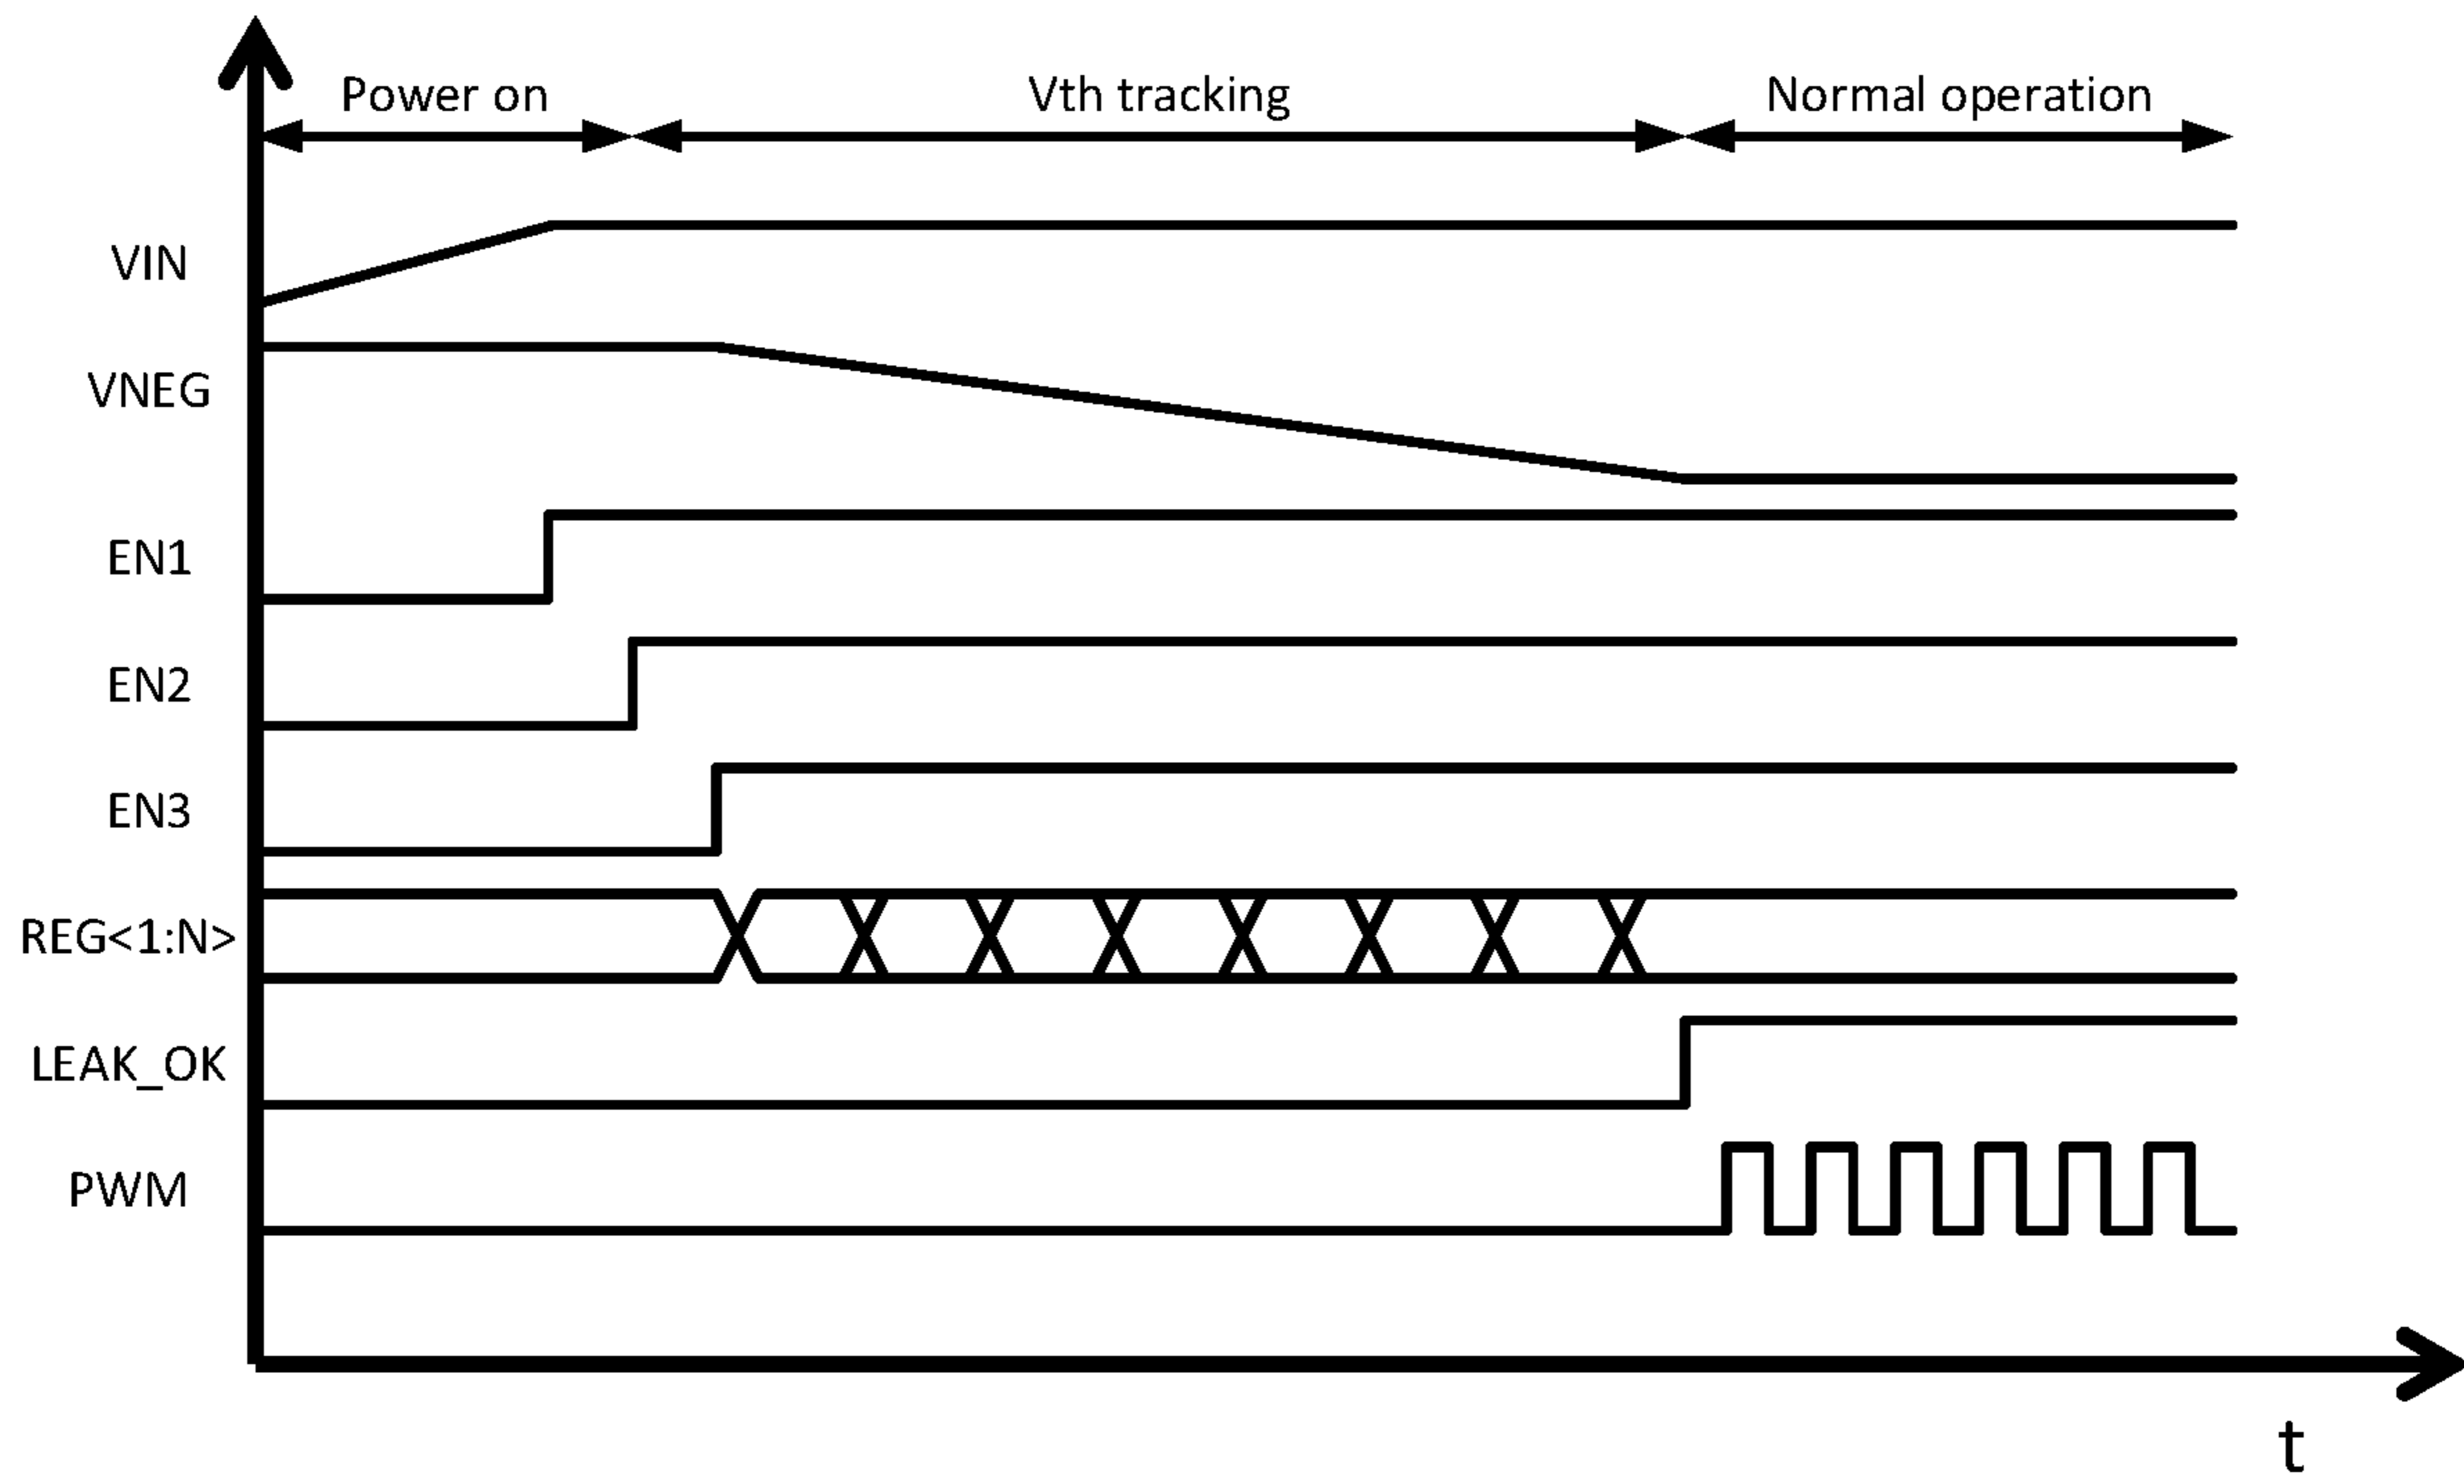 Power on
Vth tracking
Normal operation
VIN
VNEG
EN1
EN2
EN3
REG<1:N>
LEAK_OK
PWM
t